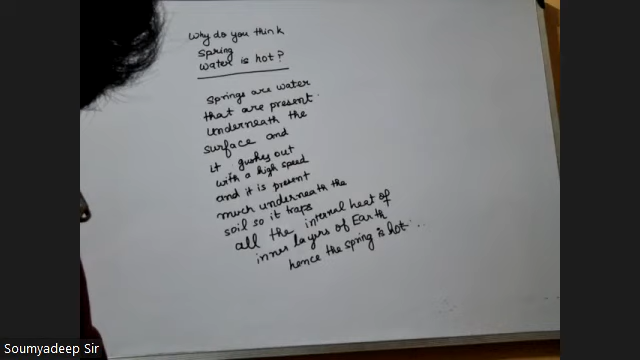 Why do you think
spring
water is hot?
Springs are water
that are present.
underneath the
surface and
it gushes out
with a high speed
and it is present
much underneath the
soil so it traps
all the internal heat of
inner layers of Earth
hence the spring is hot...
Soumyadeep Sir